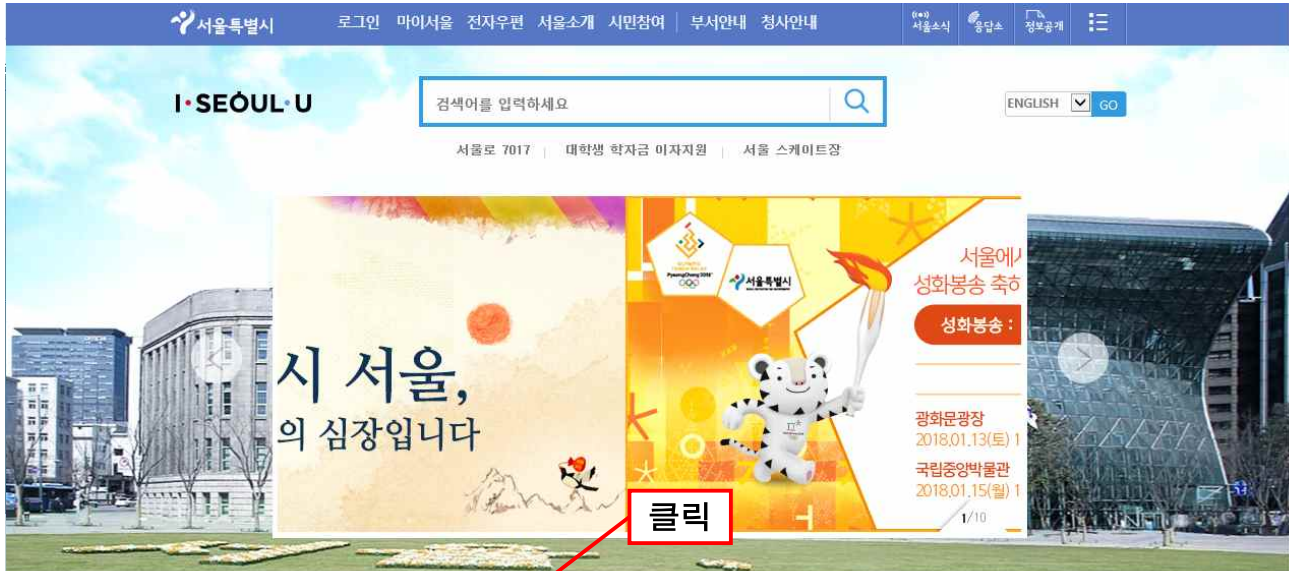 서울특별시 로그인 마이서울 전자우편 서울소개 시민참여 부서안내 청사안내 서울소식 응답소 정보공개
I·SEOUL·U 검색어를 입력하세요 ENGLISH GO
서울로 7017 대학생 학자금 이자지원 서울 스케이트장
시 서울,
의 심장입니다
PyeongChang 2018
서울특별시
서울에서
성화봉송 축하
성화봉송 :
광화문광장
2018.01.13(토) 1
국립중앙박물관
2018.01.15(월) 1
1/10
클릭